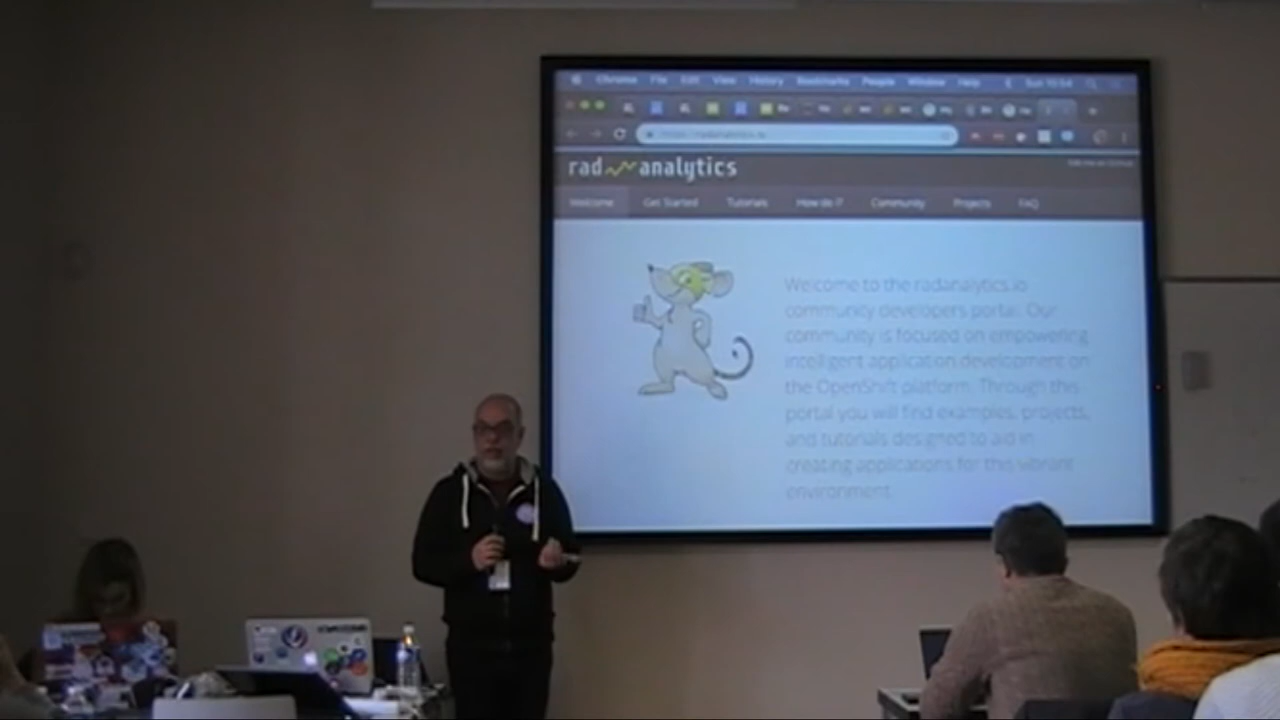 Chrome File Edit View History Bookmarks People Window Help
rad analytics
Welcome Get Started Tutorials How do I? Community Projects FAQ
Welcome to the radanalytics.io
community developers portal. Our
community is focused on empowering
intelligent application development on
the OpenShift platform. Through this
portal you will find examples, projects,
and tutorials designed to aid in
creating applications for this vibrant
environment.